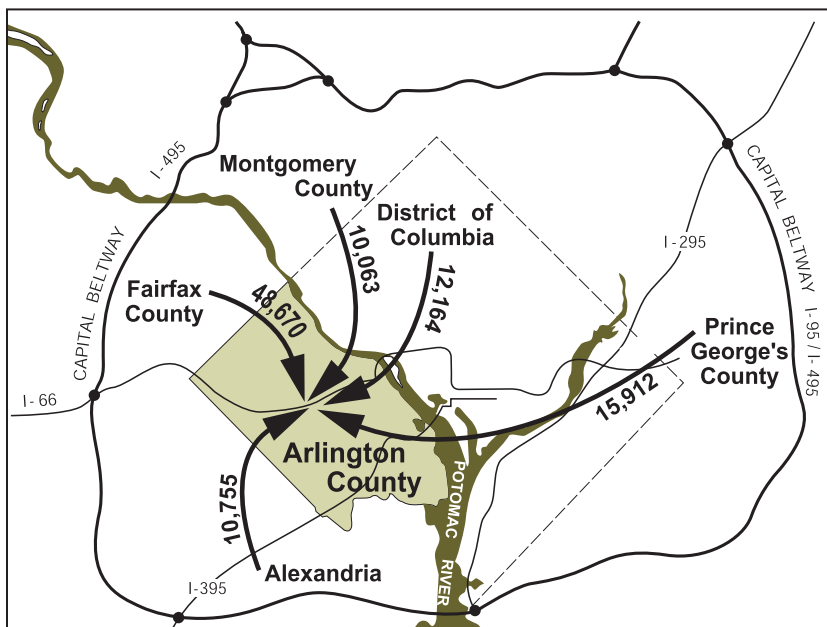 I-495
Montgomery
County
District of
Columbia
10,063
12,164
CAPITAL BELTWAY
I-295
CAPITAL BELTWAY I-95 / I-495
Fairfax
County
48,670
Prince
George's
County
15,912
I-66
Arlington
County
10,755
POTOMAC RIVER
Alexandria
I-395